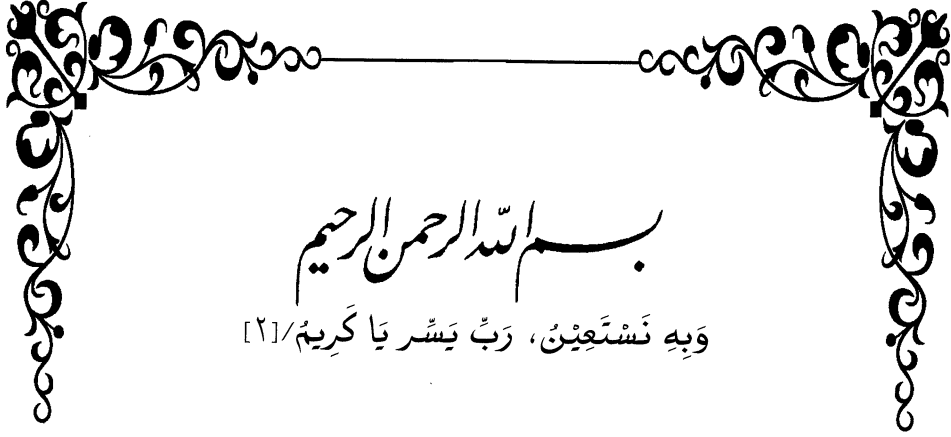 بسم الله الرحمن الرحيم
وَبِهِ نَسْتَعِيْنُ، رَبِّ يَسِّر يَا كَرِيمُ/[٢]